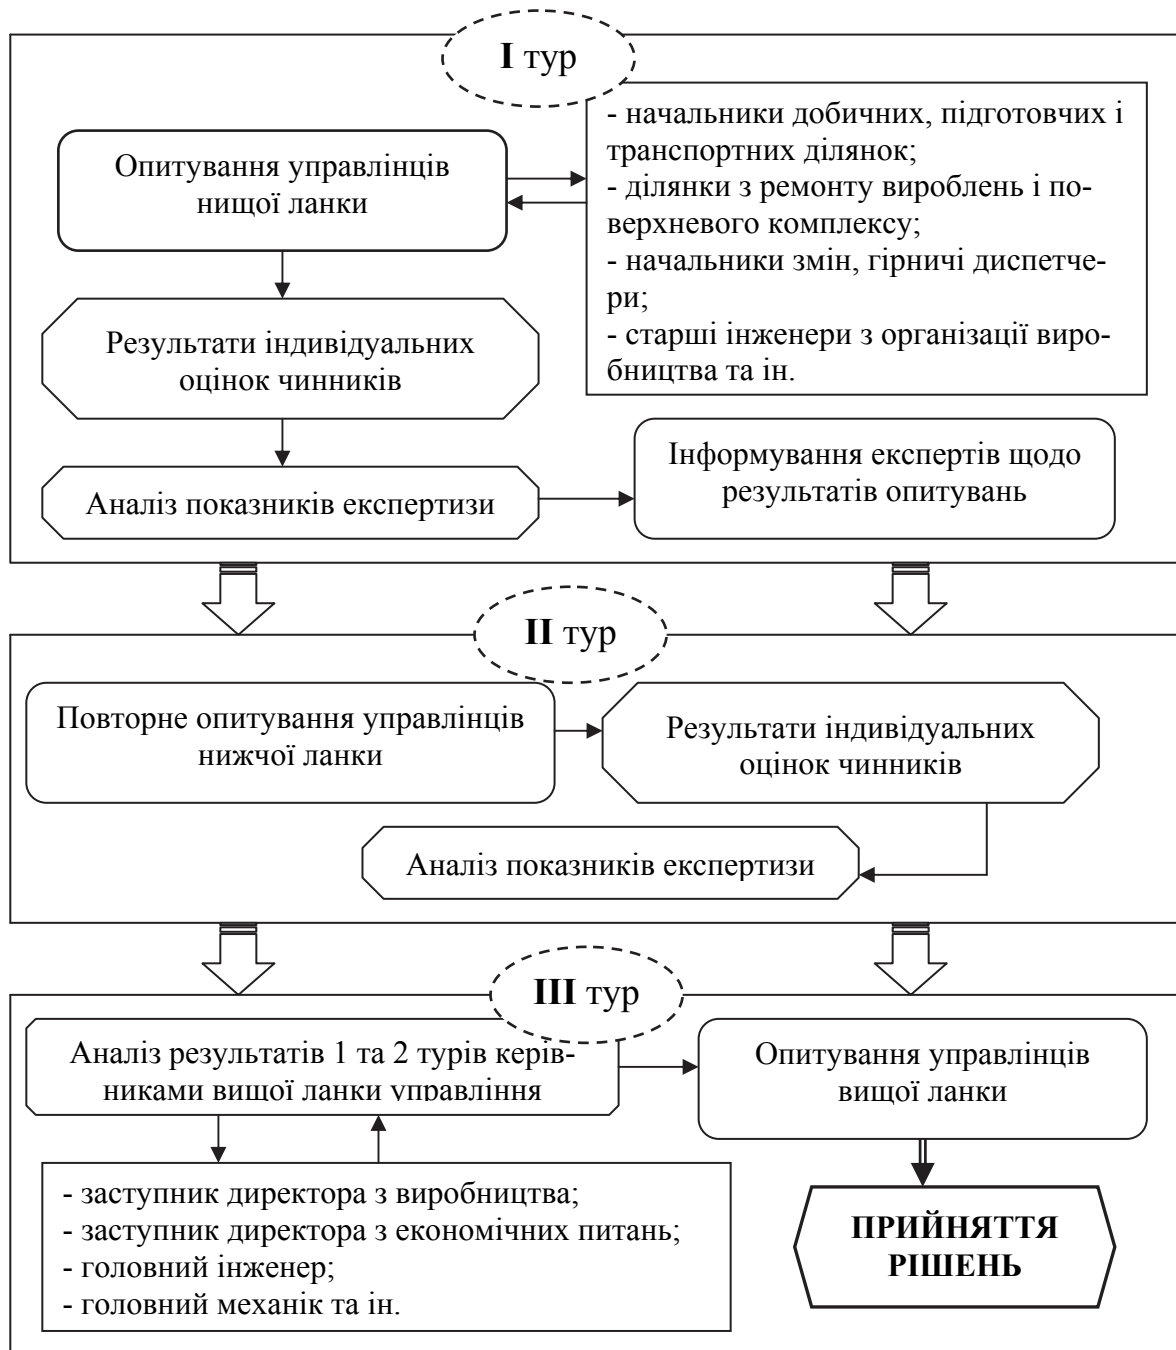 I тур
Опитування управлінців
нищої ланки
- начальники добичних, підготовчих і
транспортних ділянок;
- ділянки з ремонту вироблень і по-
верхневого комплексу;
- начальники змін, гірничі диспетче-
ри;
- старші інженери з організації виро-
бництва та ін.
Результати індивідуальних
оцінок чинників
Аналіз показників експертизи
Інформування експертів щодо
результатів опитувань
II тур
Повторне опитування управлінців
нижчої ланки
Результати індивідуальних
оцінок чинників
Аналіз показників експертизи
III тур
Аналіз результатів 1 та 2 турів керів-
никами вищої ланки управління
Опитування управлінців
вищої ланки
- заступник директора з виробництва;
- заступник директора з економічних питань;
- головний інженер;
- головний механік та ін.
ПРИЙНЯТТЯ
РІШЕНЬ